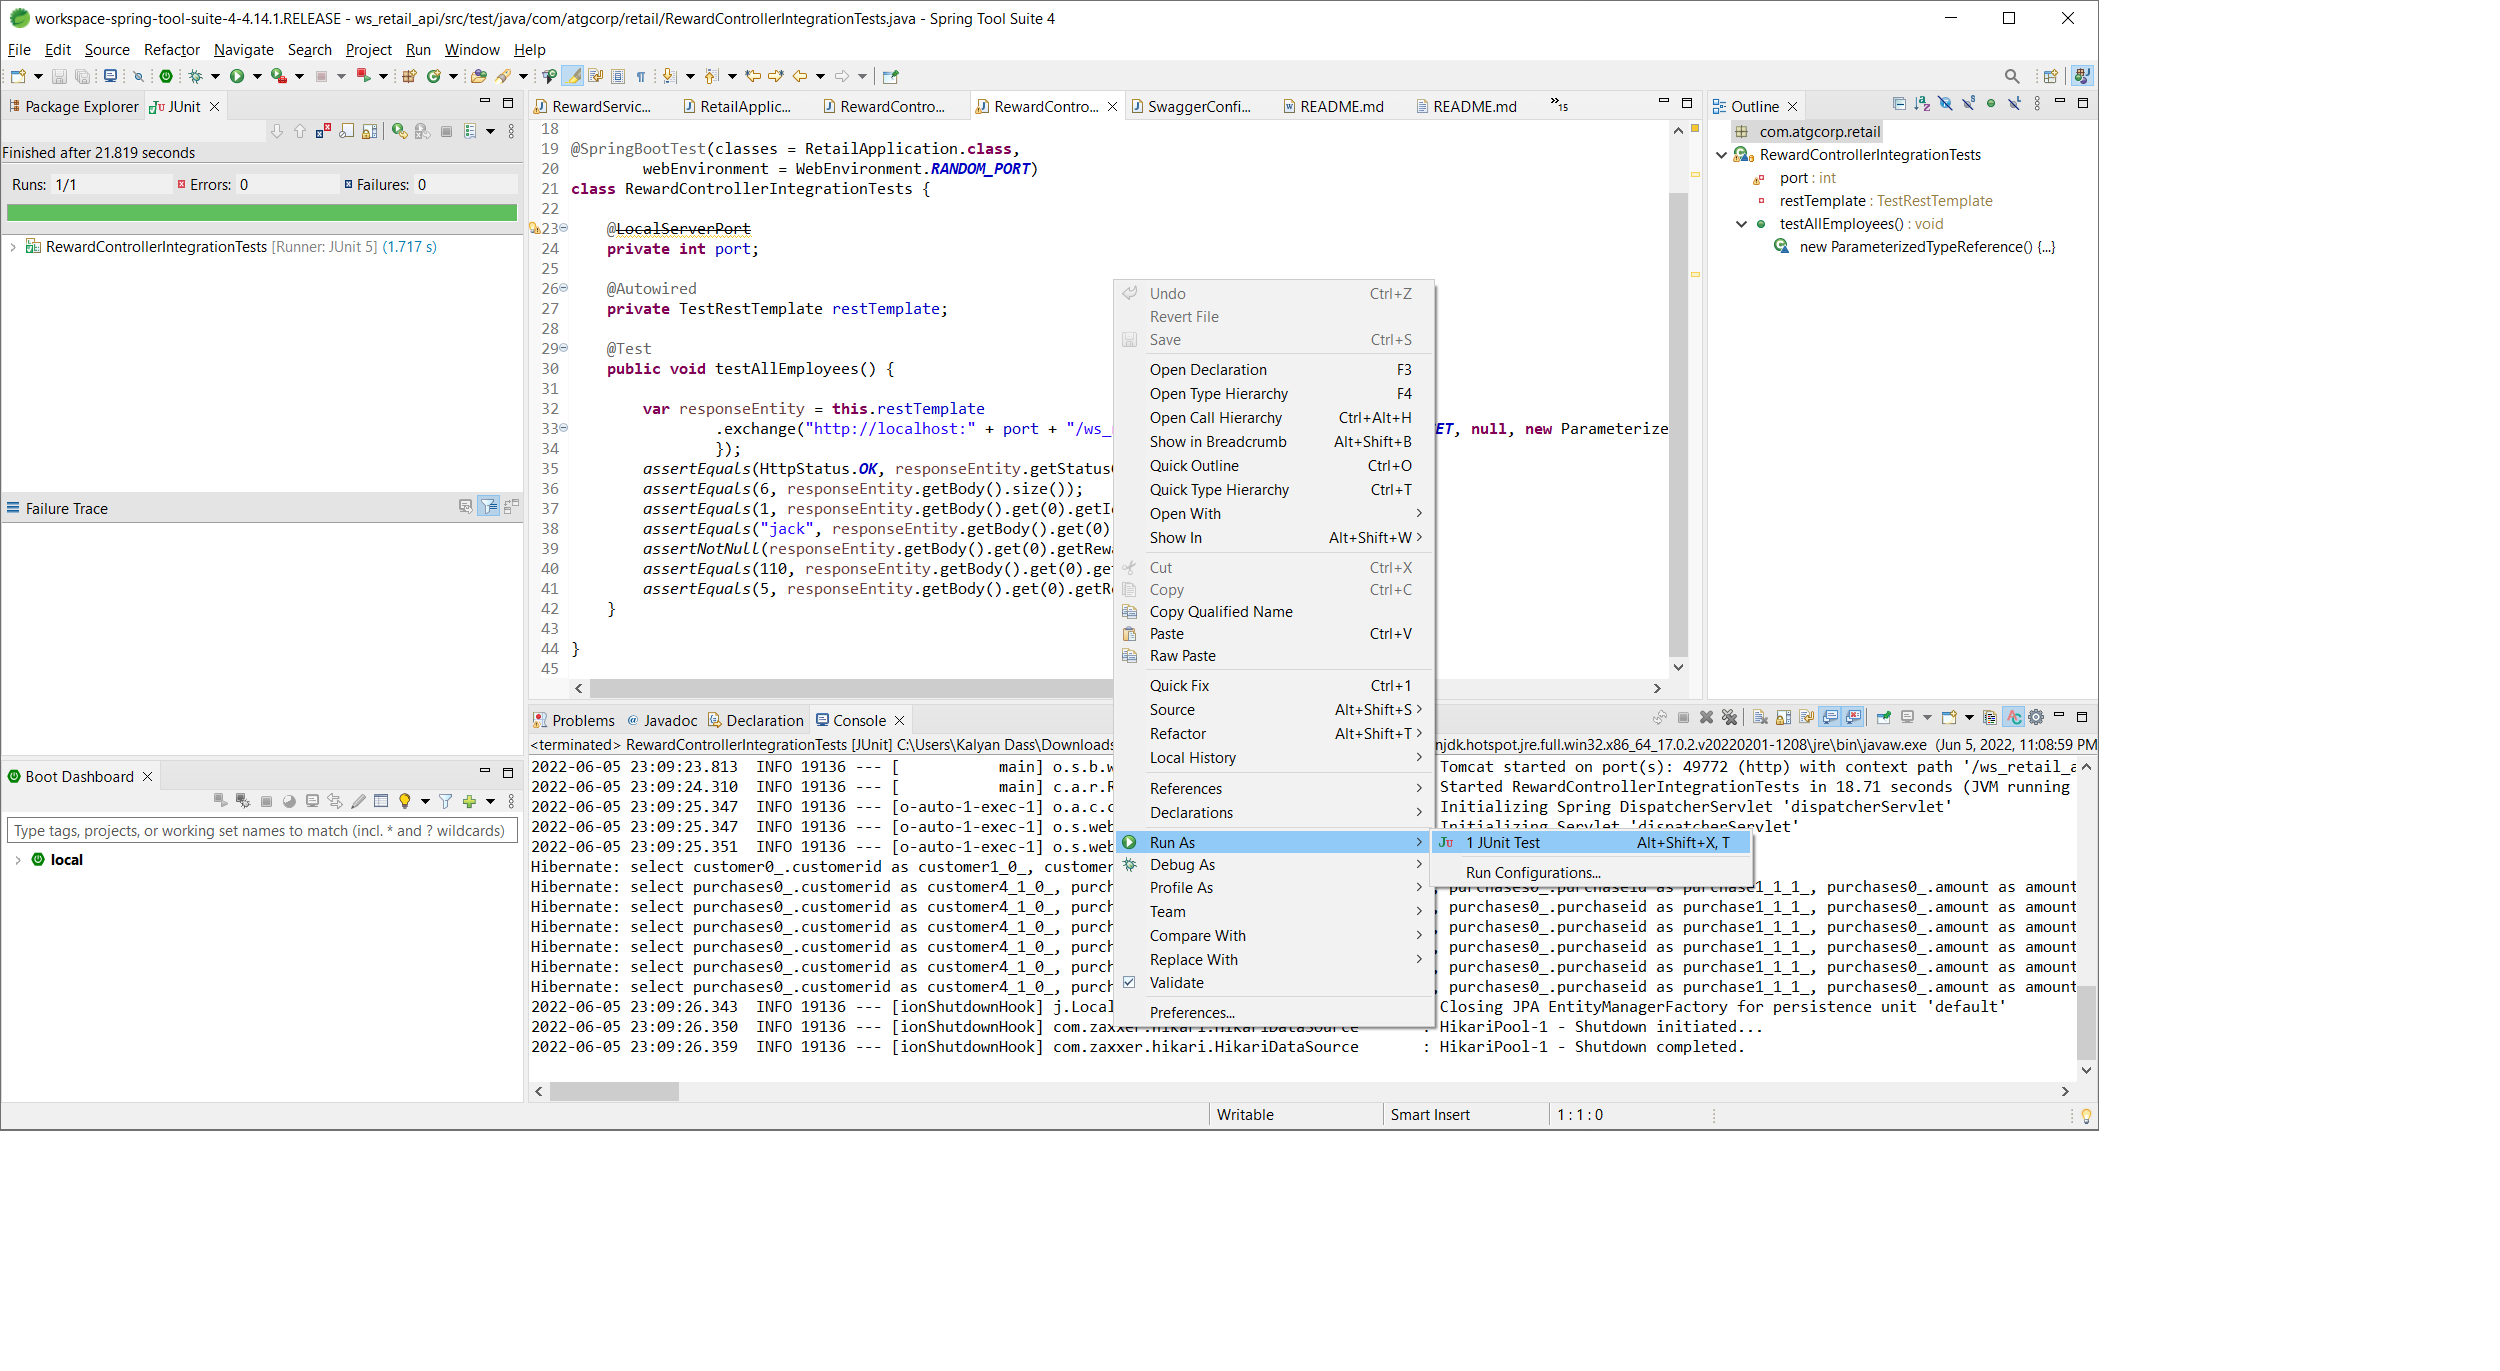 workspace-spring-tool-suite-4-4.14.1.RELEASE - ws_retail_api/src/test/java/com/atgcorp/retail/RewardControllerIntegrationTests.java - Spring Tool Suite 4
File Edit Source Refactor Navigate Search Project Run Window Help
Package Explorer JUnit
Finished after 21.819 seconds
Runs: 1/1 Errors: 0 Failures: 0
RewardControllerIntegrationTests [Runner: JUnit 5] (1.717 s)
Failure Trace
Boot Dashboard
Type tags, projects, or working set names to match (incl. * and ? wildcards)
local
RewardServic... RetailApplic... RewardContro... RewardContro... SwaggerConfi... README.md README.md »15
18
19 @SpringBootTest(classes = RetailApplication.class,
20 webEnvironment = WebEnvironment.RANDOM_PORT)
21 class RewardControllerIntegrationTests {
22
23 @LocalServerPort
24 private int port;
25
26 @Autowired
27 private TestRestTemplate restTemplate;
28
29 @Test
30 public void testAllEmployees() {
31
32 var responseEntity = this.restTemplate
33 .exchange("http://localhost:" + port + "/ws_ ET, null, new Parameterize
34 });
35 assertEquals(HttpStatus.OK, responseEntity.getStatus
36 assertEquals(6, responseEntity.getBody().size());
37 assertEquals(1, responseEntity.getBody().get(0).getI
38 assertEquals("jack", responseEntity.getBody().get(0)
39 assertNotNull(responseEntity.getBody().get(0).getRew
40 assertEquals(110, responseEntity.getBody().get(0).ge
41 assertEquals(5, responseEntity.getBody().get(0).getR
42 }
43
44 }
45
Undo Ctrl+Z
Revert File
Save Ctrl+S
Open Declaration F3
Open Type Hierarchy F4
Open Call Hierarchy Ctrl+Alt+H
Show in Breadcrumb Alt+Shift+B
Quick Outline Ctrl+O
Quick Type Hierarchy Ctrl+T
Open With
Show In Alt+Shift+W
Cut Ctrl+X
Copy Ctrl+C
Copy Qualified Name
Paste Ctrl+V
Raw Paste
Quick Fix Ctrl+1
Source Alt+Shift+S
Refactor Alt+Shift+T
Local History
References
Declarations
Run As
Debug As
Profile As
Team
Compare With
Replace With
Validate
Preferences...
1 JUnit Test Alt+Shift+X, T
Run Configurations...
Outline
com.atgcorp.retail
RewardControllerIntegrationTests
port : int
restTemplate : TestRestTemplate
testAllEmployees() : void
new ParameterizedTypeReference() {...}
Problems @ Javadoc Declaration Console
<terminated> RewardControllerIntegrationTests [JUnit] C:\Users\Kalyan Dass\Downloads njdk.hotspot.jre.full.win32.x86_64_17.0.2.v20220201-1208\jre\bin\javaw.exe (Jun 5, 2022, 11:08:59 PM
2022-06-05 23:09:23.813 INFO 19136 --- [ main] o.s.b.w Tomcat started on port(s): 49772 (http) with context path '/ws_retail_a
2022-06-05 23:09:24.310 INFO 19136 --- [ main] c.a.r.R Started RewardControllerIntegrationTests in 18.71 seconds (JVM running
2022-06-05 23:09:25.347 INFO 19136 --- [o-auto-1-exec-1] o.a.c.c Initializing Spring DispatcherServlet 'dispatcherServlet'
2022-06-05 23:09:25.347 INFO 19136 --- [o-auto-1-exec-1] o.s.web Initializing Servlet 'dispatcherServlet'
2022-06-05 23:09:25.351 INFO 19136 --- [o-auto-1-exec-1] o.s.web
Hibernate: select customer0_.customerid as customer1_0_, customer
Hibernate: select purchases0_.customerid as customer4_1_0_, purch , purchases0_.purchaseid as purchase1_1_1_, purchases0_.amount as amount
Hibernate: select purchases0_.customerid as customer4_1_0_, purch , purchases0_.purchaseid as purchase1_1_1_, purchases0_.amount as amount
Hibernate: select purchases0_.customerid as customer4_1_0_, purch , purchases0_.purchaseid as purchase1_1_1_, purchases0_.amount as amount
Hibernate: select purchases0_.customerid as customer4_1_0_, purch , purchases0_.purchaseid as purchase1_1_1_, purchases0_.amount as amount
Hibernate: select purchases0_.customerid as customer4_1_0_, purch , purchases0_.purchaseid as purchase1_1_1_, purchases0_.amount as amount
Hibernate: select purchases0_.customerid as customer4_1_0_, purch , purchases0_.purchaseid as purchase1_1_1_, purchases0_.amount as amount
2022-06-05 23:09:26.343 INFO 19136 --- [ionShutdownHook] j.Local Closing JPA EntityManagerFactory for persistence unit 'default'
2022-06-05 23:09:26.350 INFO 19136 --- [ionShutdownHook] com.zaxxer.hikari.HikariDataSource : HikariPool-1 - Shutdown initiated...
2022-06-05 23:09:26.359 INFO 19136 --- [ionShutdownHook] com.zaxxer.hikari.HikariDataSource : HikariPool-1 - Shutdown completed.
Writable Smart Insert 1 : 1 : 0